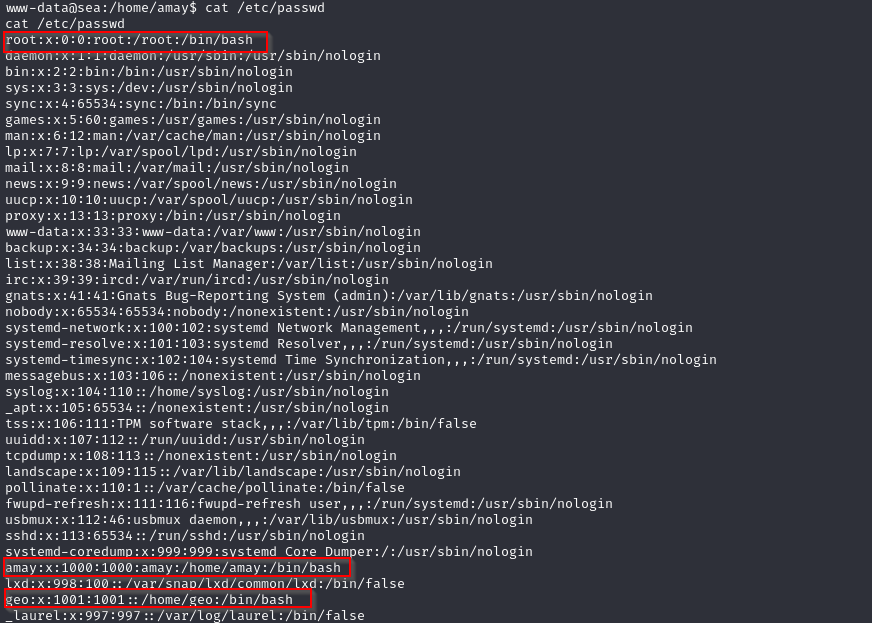 www-data@sea:/home/amay$ cat /etc/passwd
cat /etc/passwd
root:x:0:0:root:/root:/bin/bash
daemon:x:1:1:daemon:/usr/sbin:/usr/sbin/nologin
bin:x:2:2:bin:/bin:/usr/sbin/nologin
sys:x:3:3:sys:/dev:/usr/sbin/nologin
sync:x:4:65534:sync:/bin:/bin/sync
games:x:5:60:games:/usr/games:/usr/sbin/nologin
man:x:6:12:man:/var/cache/man:/usr/sbin/nologin
lp:x:7:7:lp:/var/spool/lpd:/usr/sbin/nologin
mail:x:8:8:mail:/var/mail:/usr/sbin/nologin
news:x:9:9:news:/var/spool/news:/usr/sbin/nologin
uucp:x:10:10:uucp:/var/spool/uucp:/usr/sbin/nologin
proxy:x:13:13:proxy:/bin:/usr/sbin/nologin
www-data:x:33:33:www-data:/var/www:/usr/sbin/nologin
backup:x:34:34:backup:/var/backups:/usr/sbin/nologin
list:x:38:38:Mailing List Manager:/var/list:/usr/sbin/nologin
irc:x:39:39:ircd:/var/run/ircd:/usr/sbin/nologin
gnats:x:41:41:Gnats Bug-Reporting System (admin):/var/lib/gnats:/usr/sbin/nologin
nobody:x:65534:65534:nobody:/nonexistent:/usr/sbin/nologin
systemd-network:x:100:102:systemd Network Management,,,:/run/systemd:/usr/sbin/nologin
systemd-resolve:x:101:103:systemd Resolver,,,:/run/systemd:/usr/sbin/nologin
systemd-timesync:x:102:104:systemd Time Synchronization,,,:/run/systemd:/usr/sbin/nologin
messagebus:x:103:106::/nonexistent:/usr/sbin/nologin
syslog:x:104:110::/home/syslog:/usr/sbin/nologin
_apt:x:105:65534::/nonexistent:/usr/sbin/nologin
tss:x:106:111:TPM software stack,,,:/var/lib/tpm:/bin/false
uuidd:x:107:112::/run/uuidd:/usr/sbin/nologin
tcpdump:x:108:113::/nonexistent:/usr/sbin/nologin
landscape:x:109:115::/var/lib/landscape:/usr/sbin/nologin
pollinate:x:110:1::/var/cache/pollinate:/bin/false
fwupd-refresh:x:111:116:fwupd-refresh user,,,:/run/systemd:/usr/sbin/nologin
usbmux:x:112:46:usbmux daemon,,,:/var/lib/usbmux:/usr/sbin/nologin
sshd:x:113:65534::/run/sshd:/usr/sbin/nologin
systemd-coredump:x:999:999:systemd Core Dumper:/:/usr/sbin/nologin
amay:x:1000:1000:amay:/home/amay:/bin/bash
lxd:x:998:100::/var/snap/lxd/common/lxd:/bin/false
geo:x:1001:1001::/home/geo:/bin/bash
_laurel:x:997:997::/var/log/laurel:/bin/false